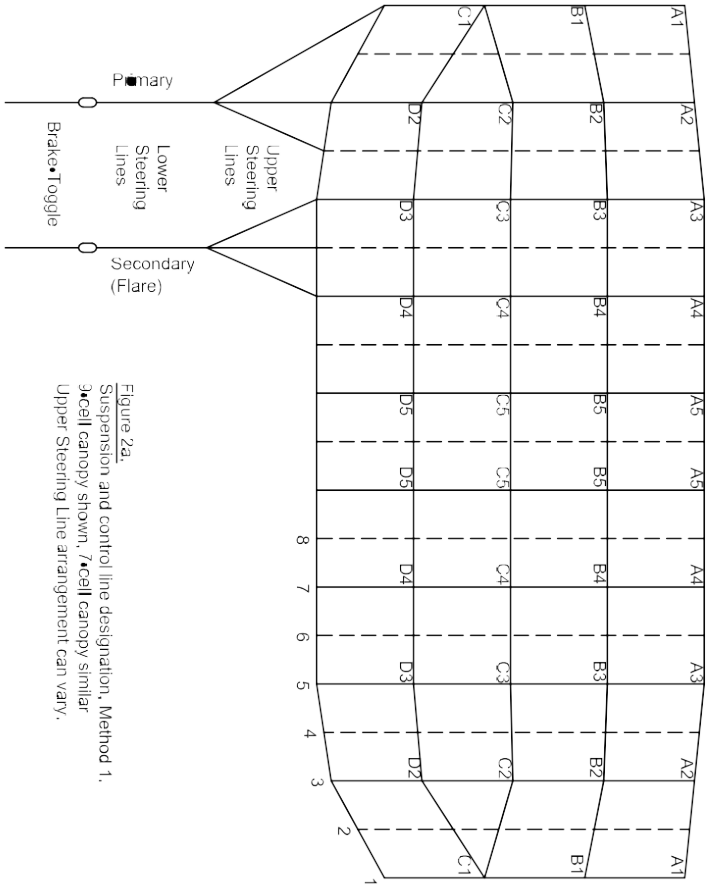 A1 A2 A3 A4 A5 A5 A4 A3 A2 A1
B1 B2 B3 B4 B5 B5 B4 B3 B2 B1
C1 C2 C3 C4 C5 C5 C4 C3 C2 C1
D2 D3 D4 D5 D5 D4 D3 D2
8 7 6 5 4 3 2 1
Upper
Steering
Lines
Lower
Steering
Lines
Brake•Toggle
Primary
Secondary
(Flare)
Figure 2a.
Suspension and control line designation, Method 1.
9•cell canopy shown, 7•cell canopy similar
Upper Steering Line arrangement can vary.